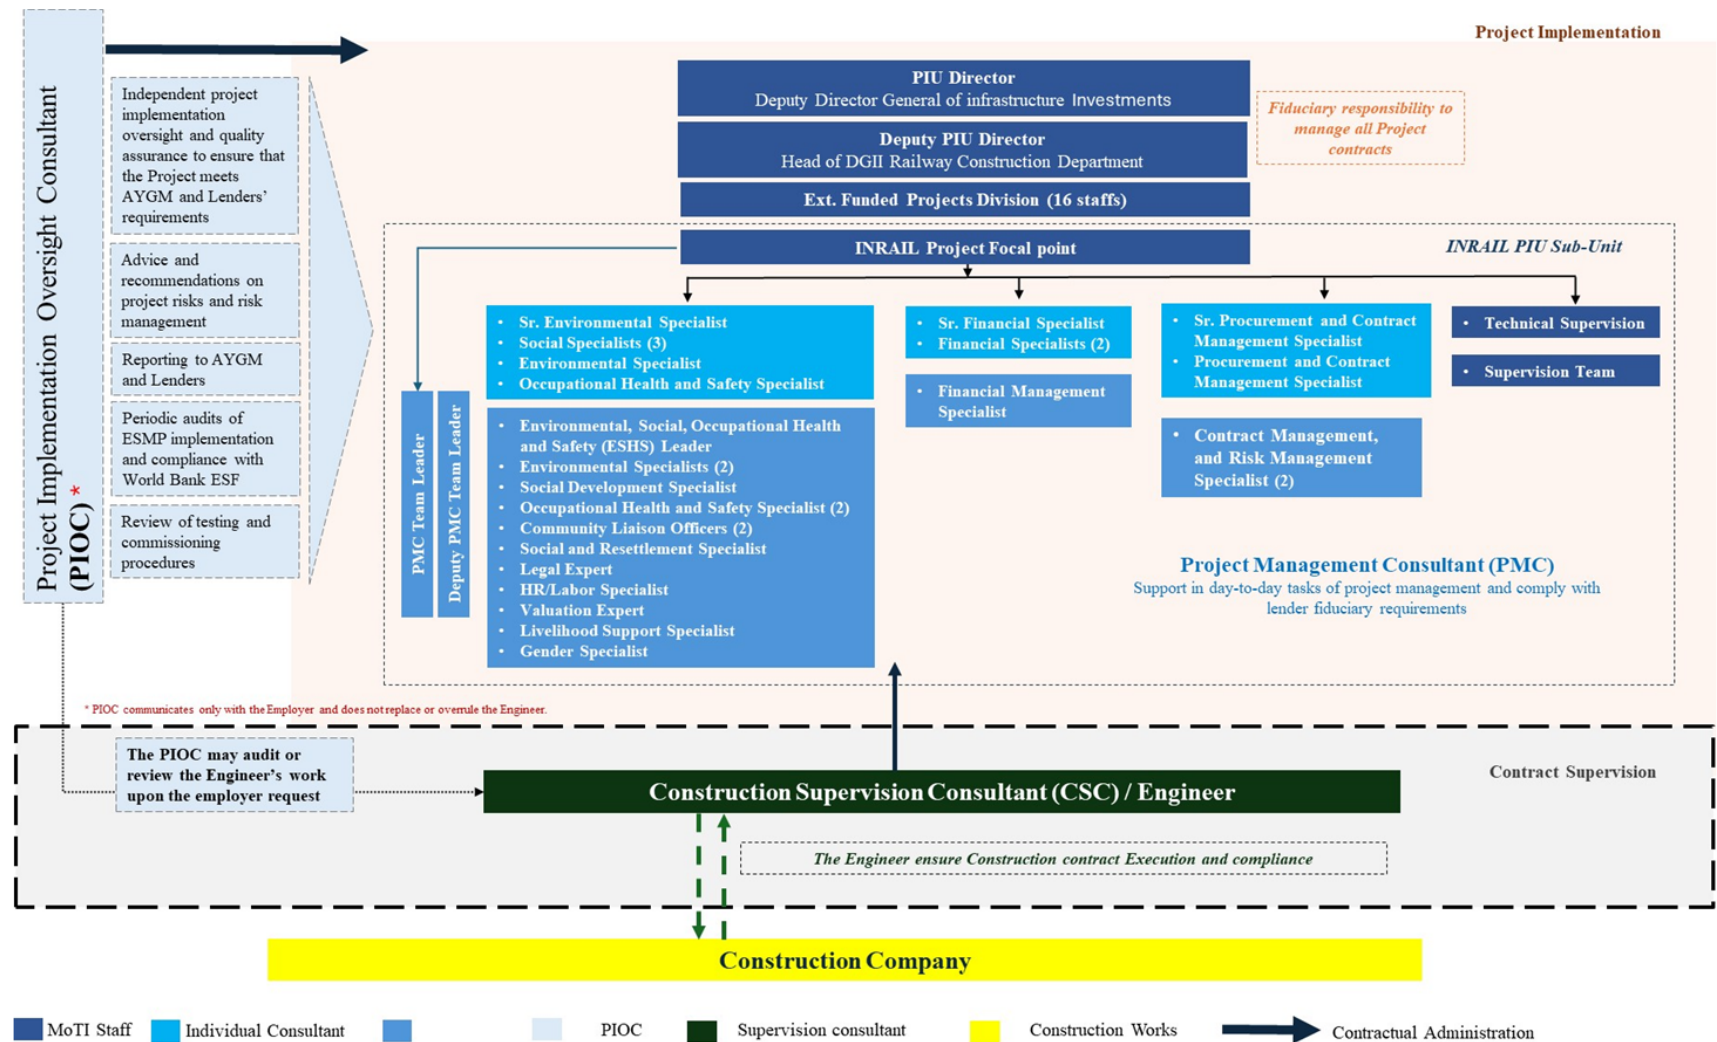 Project Implementation
Project Implementation Oversight Consultant
(PIOC) *
Independent project
implementation
oversight and quality
assurance to ensure that
the Project meets
AYGM and Lenders'
requirements
Advice and
recommendations on
project risks and risk
management
Reporting to AYGM
and Lenders
Periodic audits of
ESMP implementation
and compliance with
World Bank ESF
Review of testing and
commissioning
procedures
PIU Director
Deputy Director General of infrastructure Investments
Deputy PIU Director
Head of DGII Railway Construction Department
Ext. Funded Projects Division (16 staffs)
Fiduciary responsibility to
manage all Project
contracts
INRAIL Project Focal point
INRAIL PIU Sub-Unit
PMC Team Leader
Deputy PMC Team Leader
• Sr. Environmental Specialist
• Social Specialists (3)
• Environmental Specialist
• Occupational Health and Safety Specialist
• Environmental, Social, Occupational Health
and Safety (ESHS) Leader
• Environmental Specialists (2)
• Social Development Specialist
• Occupational Health and Safety Specialist (2)
• Community Liaison Officers (2)
• Social and Resettlement Specialist
• Legal Expert
• HR/Labor Specialist
• Valuation Expert
• Livelihood Support Specialist
• Gender Specialist
• Sr. Financial Specialist
• Financial Specialists (2)
• Financial Management
Specialist
• Sr. Procurement and Contract
Management Specialist
• Procurement and Contract
Management Specialist
• Contract Management,
and Risk Management
Specialist (2)
• Technical Supervision
• Supervision Team
Project Management Consultant (PMC)
Support in day-to-day tasks of project management and comply with
lender fiduciary requirements
* PIOC communicates only with the Employer and does not replace or overrule the Engineer.
The PIOC may audit or
review the Engineer's work
upon the employer request
Contract Supervision
Construction Supervision Consultant (CSC) / Engineer
The Engineer ensure Construction contract Execution and compliance
Construction Company
MoTI Staff
Individual Consultant
PIOC
Supervision consultant
Construction Works
Contractual Administration